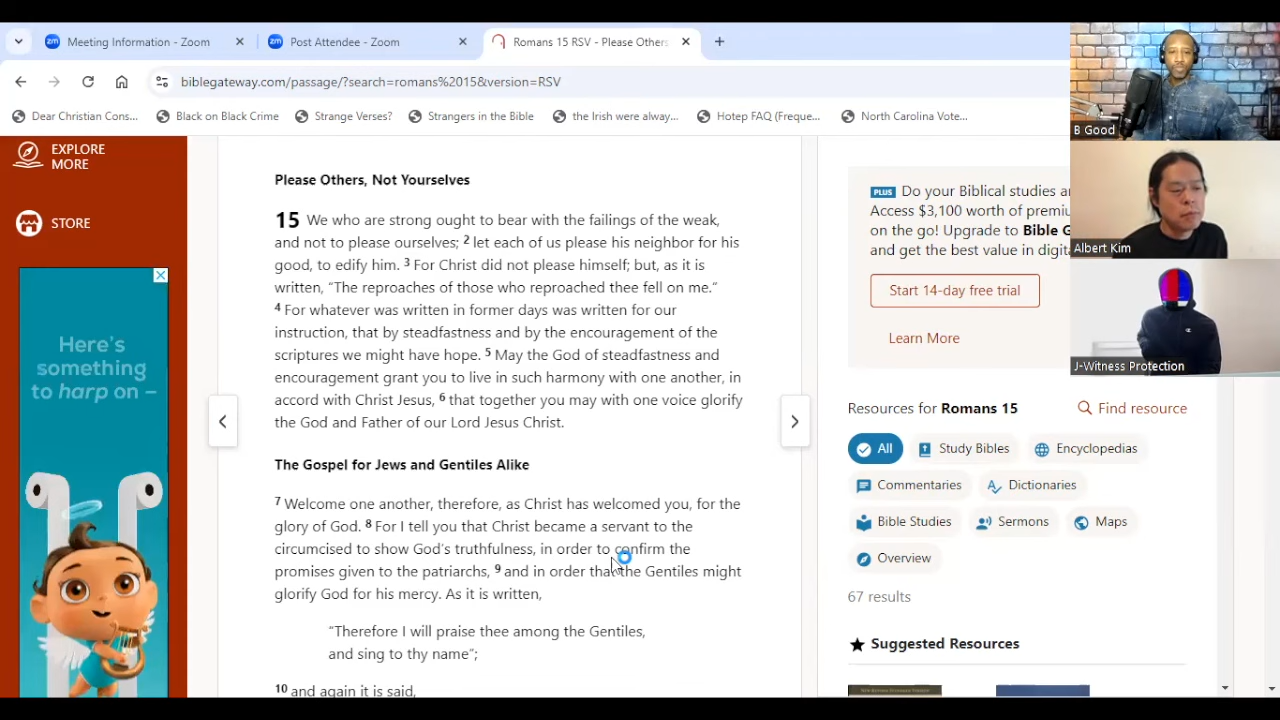 Meeting Information - Zoom
Post Attendee - Zoom
Romans 15 RSV - Please Others
biblegateway.com/passage/?search=romans%2015&version=RSV
Dear Christian Cons...
Black on Black Crime
Strange Verses?
Strangers in the Bible
the Irish were alway...
Hotep FAQ (Freque...
North Carolina Vote...
EXPLORE
MORE
STORE
Here's
something
to harp on –
Please Others, Not Yourselves
15 We who are strong ought to bear with the failings of the weak,
and not to please ourselves; 2 let each of us please his neighbor for his
good, to edify him. 3 For Christ did not please himself; but, as it is
written, “The reproaches of those who reproached thee fell on me.”
4 For whatever was written in former days was written for our
instruction, that by steadfastness and by the encouragement of the
scriptures we might have hope. 5 May the God of steadfastness and
encouragement grant you to live in such harmony with one another, in
accord with Christ Jesus, 6 that together you may with one voice glorify
the God and Father of our Lord Jesus Christ.
The Gospel for Jews and Gentiles Alike
7 Welcome one another, therefore, as Christ has welcomed you, for the
glory of God. 8 For I tell you that Christ became a servant to the
circumcised to show God’s truthfulness, in order to confirm the
promises given to the patriarchs, 9 and in order that the Gentiles might
glorify God for his mercy. As it is written,
“Therefore I will praise thee among the Gentiles,
and sing to thy name”;
10 and again it is said,
PLUS Do your Biblical studies
Access $3,100 worth of
on the go! Upgrade to Bible
and get the best value in
Start 14-day free trial
Learn More
Resources for Romans 15
Find resource
All
Study Bibles
Encyclopedias
Commentaries
Dictionaries
Bible Studies
Sermons
Maps
Overview
67 results
Suggested Resources
B Good
Albert Kim
J-Witness Protection